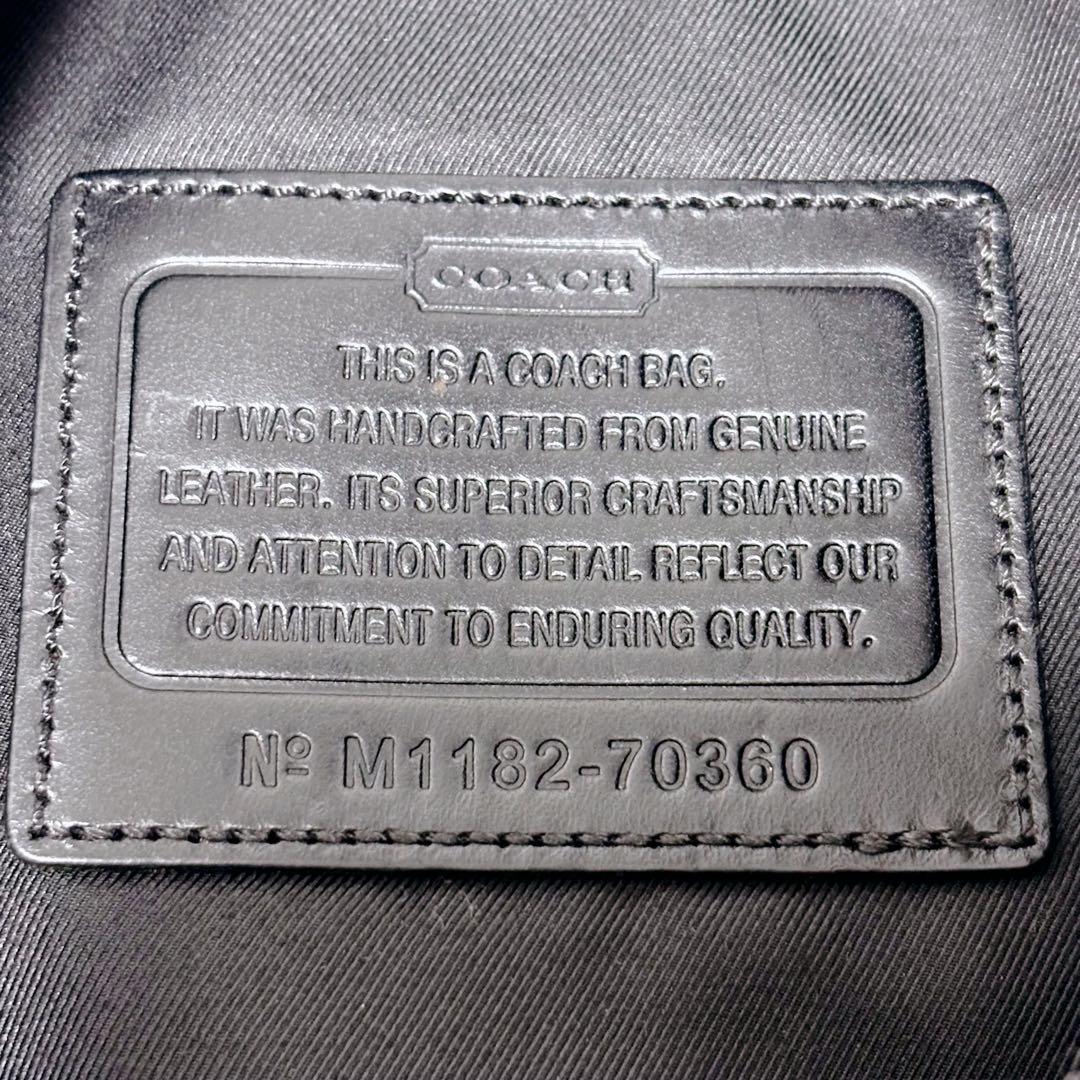 COACH
THIS IS A COACH BAG.
IT WAS HANDCRAFTED FROM GENUINE
LEATHER. ITS SUPERIOR CRAFTSMANSHIP
AND ATTENTION TO DETAIL REFLECT OUR
COMMITMENT TO ENDURING QUALITY.
Nº M1182-70360